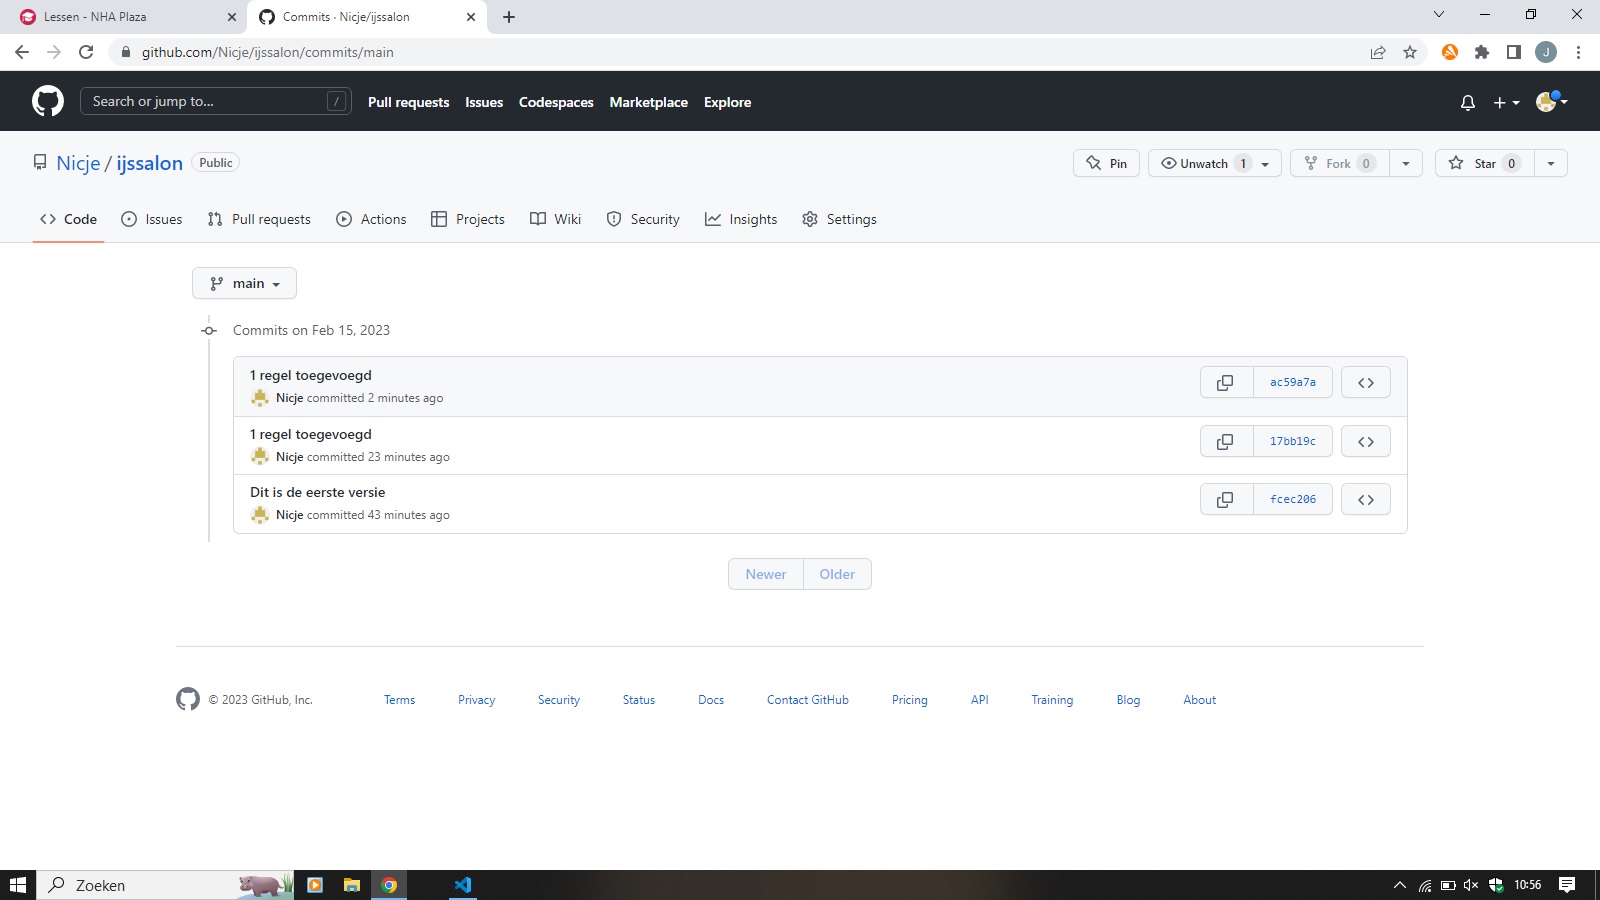 Lessen - NHA Plaza
Commits · Nicje/ijssalon
github.com/Nicje/ijssalon/commits/main
J
Search or jump to... /
Pull requests Issues Codespaces Marketplace Explore
Nicje / ijssalon Public
Pin Unwatch 1 Fork 0 Star 0
Code Issues Pull requests Actions Projects Wiki Security Insights Settings
main
Commits on Feb 15, 2023
1 regel toegevoegd
Nicje committed 2 minutes ago
ac59a7a
1 regel toegevoegd
Nicje committed 23 minutes ago
17bb19c
Dit is de eerste versie
Nicje committed 43 minutes ago
fcec206
Newer Older
© 2023 GitHub, Inc. Terms Privacy Security Status Docs Contact GitHub Pricing API Training Blog About
Zoeken
10:56